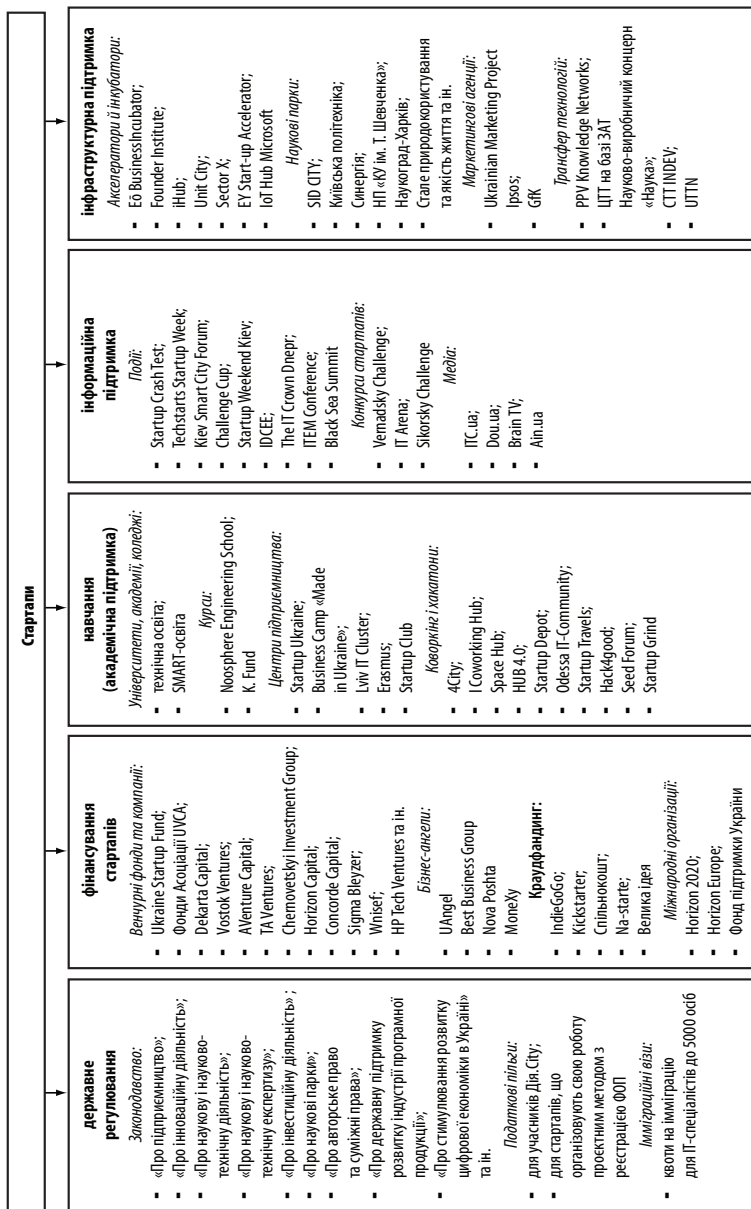 Стартапи
державне
регулювання
Законодавство:
▪ «Про підприємництво»;
▪ «Про інноваційну діяльність»;
▪ «Про наукову і науково-
технічну діяльність»;
▪ «Про наукову і науково-
технічну експертизу»;
▪ «Про інвестиційну діяльність» ;
▪ «Про наукові парки»;
▪ «Про авторське право
та суміжні права»;
▪ «Про державну підтримку
розвитку індустрії програмної
продукції»;
▪ «Про стимулювання розвитку
цифрової економіки в Україні»
та ін.
Податкові пільги:
▪ для учасників Дія.City;
▪ для стартапів, що
організовують свою роботу
проєктним методом з
реєстрацією ФОП
Імміграційні візи:
▪ квоти на імміграцію
для ІТ-спеціалістів до 5000 осіб
фінансування
стартапів
Венчурні фонди та компанії:
▪ Ukraine Startup Fund;
▪ Фонди Асоціації UVCA;
▪ Dekarta Capital;
▪ Vostok Ventures;
▪ AVenture Capital;
▪ TA Ventures;
▪ Chernovetskyi Investment Group;
▪ Horizon Capital;
▪ Concorde Capital;
▪ Sigma Bleyzer;
▪ Wnisef;
▪ HP Tech Ventures та ін.
Бізнес-ангели:
▪ UAngel
▪ Best Business Group
▪ Nova Poshta
▪ MoneXy
Краудфандинг:
▪ IndieGoGo;
▪ Kickstarter;
▪ Спільнокошт;
▪ Na-starte;
▪ Велика ідея
Міжнародні організації:
▪ Horizon 2020;
▪ Horizon Europe;
▪ Фонд підтримки України
навчання
(академічна підтримка)
Університети, академії, коледжі:
▪ технічна освіта;
▪ SMART-освіта
Курси:
▪ Noosphere Engineering School;
▪ K. Fund
Центри підприємництва:
▪ Startup Ukraine;
▪ Business Camp «Made
in Ukraine»;
▪ Lviv IT Cluster;
▪ Erasmus;
▪ Startup Club
Коворкінг і хакатони:
▪ 4City;
▪ I Coworking Hub;
▪ Space Hub;
▪ HUB 4.0;
▪ Startup Depot;
▪ Odessa IT-Community;
▪ Startup Travels;
▪ Hack4good;
▪ Seed Forum;
▪ Startup Grind
інформаційна
підтримка
Події:
▪ Startup Crash Test;
▪ Techstarts Startup Week;
▪ Kiev Smart City Forum;
▪ Challenge Cup;
▪ Startup Weekend Kiev;
▪ IDCEE;
▪ The IT Crown Dnepr;
▪ ITEM Conference;
▪ Black Sea Summit
Конкурси стартапів:
▪ Vernadsky Challenge;
▪ IT Arena;
▪ Sikorsky Challenge
Медіа:
▪ ITC.ua;
▪ Dou.ua;
▪ Brain TV;
▪ Ain.ua
інфраструктурна підтримка
Акселератори й інкубатори:
▪ Eō BusinessIncubator;
▪ Founder Institute;
▪ iHub;
▪ Unit City;
▪ Sector X;
▪ EY Start-up Accelerator;
▪ IoT Hub Microsoft
Наукові парки:
▪ SID CITY;
▪ Київська політехніка;
▪ Синергія;
▪ НП «КУ ім. Т. Шевченка»;
▪ Наукоград-Харків;
▪ Стале природокористування
та якість життя та ін.
Маркетингові агенції:
▪ Ukrainian Marketing Project
▪ Ipsos;
▪ GfK
Трансфер технологій:
▪ PPV Knowledge Networks;
▪ ЦТТ на базі ЗАТ
Науково-виробничий концерн
«Наука»;
▪ CTT INDEV;
▪ UTTN